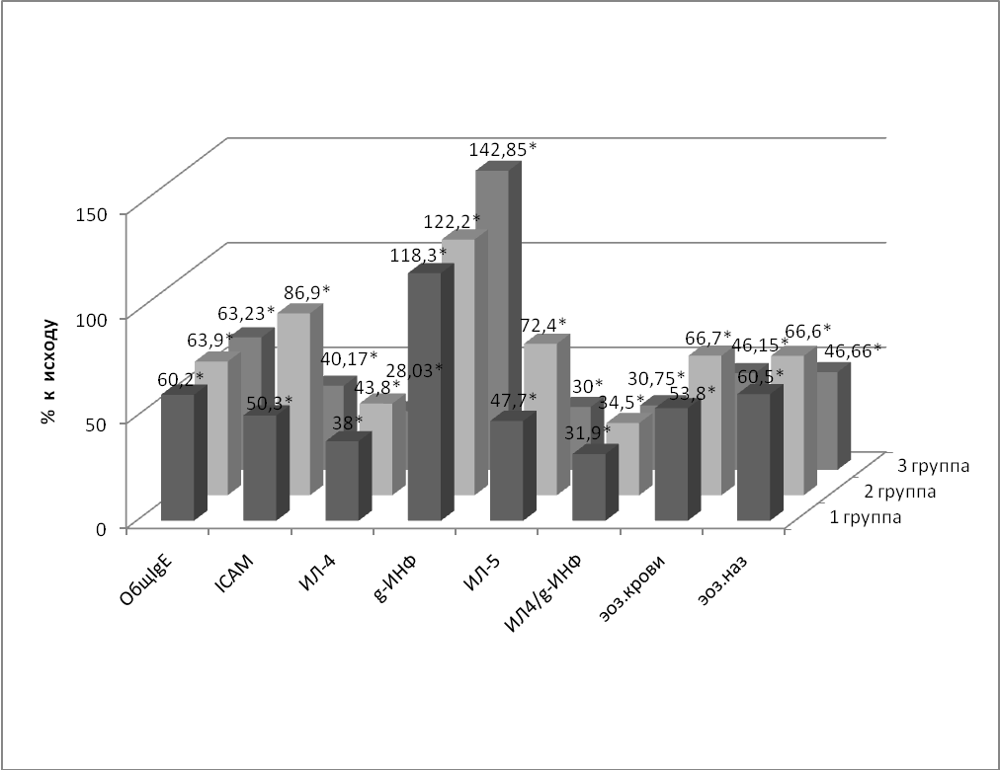 142,85*
150
122,2*
118,3*
86,9*
100
63,23*
63,9*
72,4*
66,7*
66,6*
46,15*
46,66*
40,17*
28,03*
30*
30,75*
60,2*
43,8*
34,5*
53,8*
60,5*
50,3*
47,7*
38*
31,9*
50
0
% к исходу
3 группа
2 группа
1 группа
ОбщIgE
ICAM
ИЛ-4
g-ИНФ
ИЛ-5
ИЛ4/g-ИНФ
эоз.крови
эоз.наз